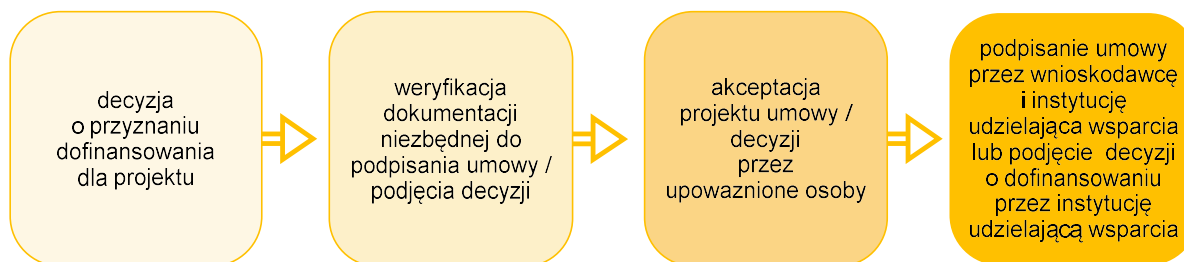 decyzja
o przyznaniu
dofinansowania
dla projektu
weryfikacja
dokumentacji
niezbędnej do
podpisania umowy /
podjęcia decyzji
akceptacja
projektu umowy /
decyzji
przez
upowaznione osoby
podpisanie umowy
przez wnioskodawcę
i instytucję
udzielająca wsparcia
lub podjęcie decyzji
o dofinansowaniu
przez instytucję
udzielającą wsparcia